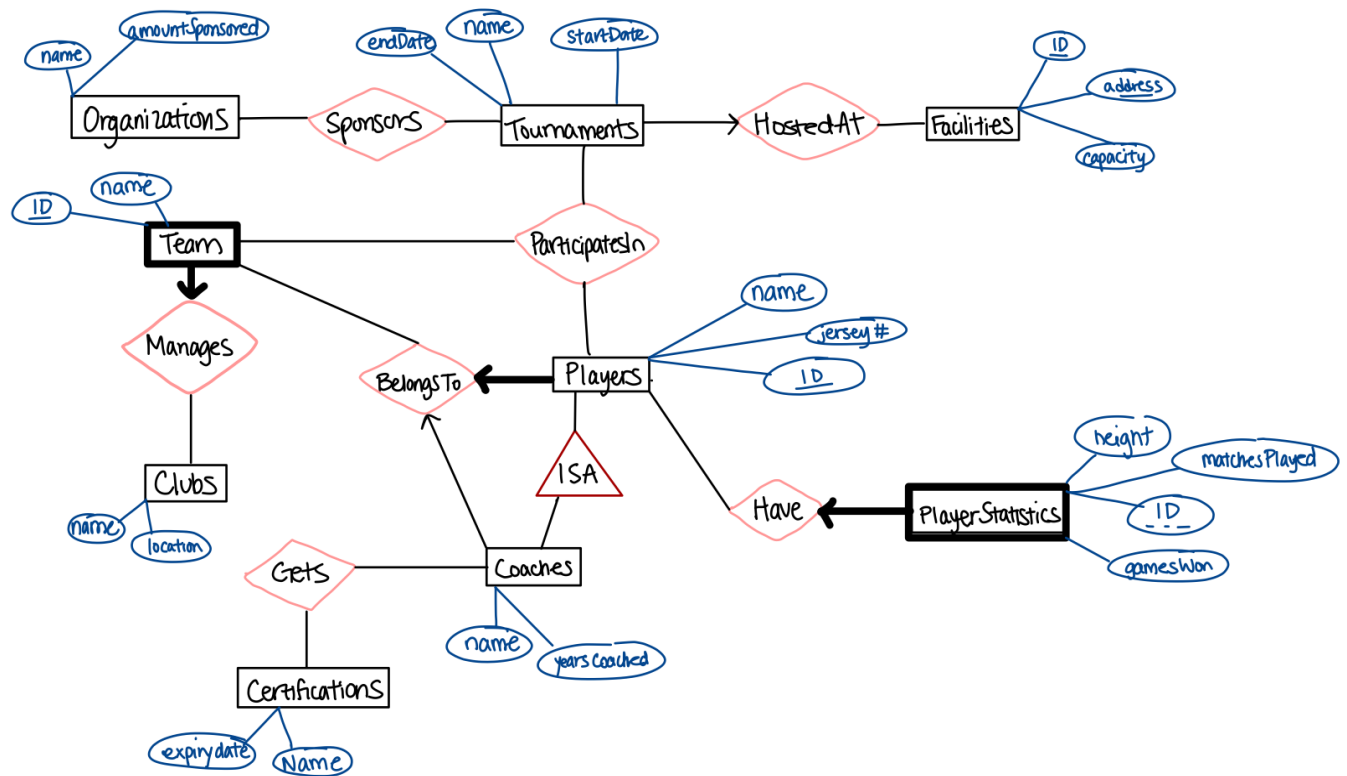 amountSponsored
name
Organizations
Sponsors
endDate
name
startDate
Tournaments
HostedAt
ID
address
Facilities
capacity
ID
name
Team
ParticipatesIn
Manages
BelongsTo
name
jersey#
Players
ID
ISA
Clubs
name
location
Have
height
matchesPlayed
PlayerStatistics
ID
gamesWon
Gets
Coaches
name
yearsCoached
Certifications
expirydate
Name